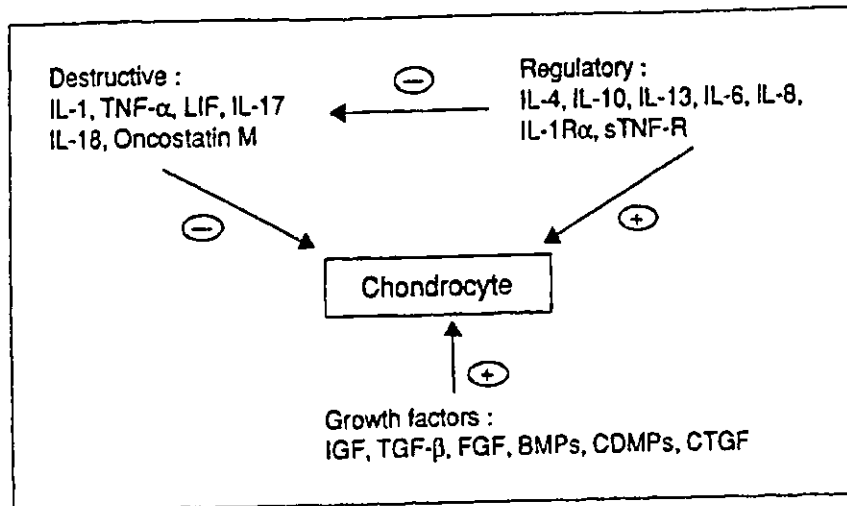 Destructive :
IL-1, TNF-α, LIF, IL-17
IL-18, Oncostatin M
−
Regulatory :
IL-4, IL-10, IL-13, IL-6, IL-8,
IL-1Rα, sTNF-R
−
+
Chondrocyte
+
Growth factors :
IGF, TGF-β, FGF, BMPs, CDMPs, CTGF